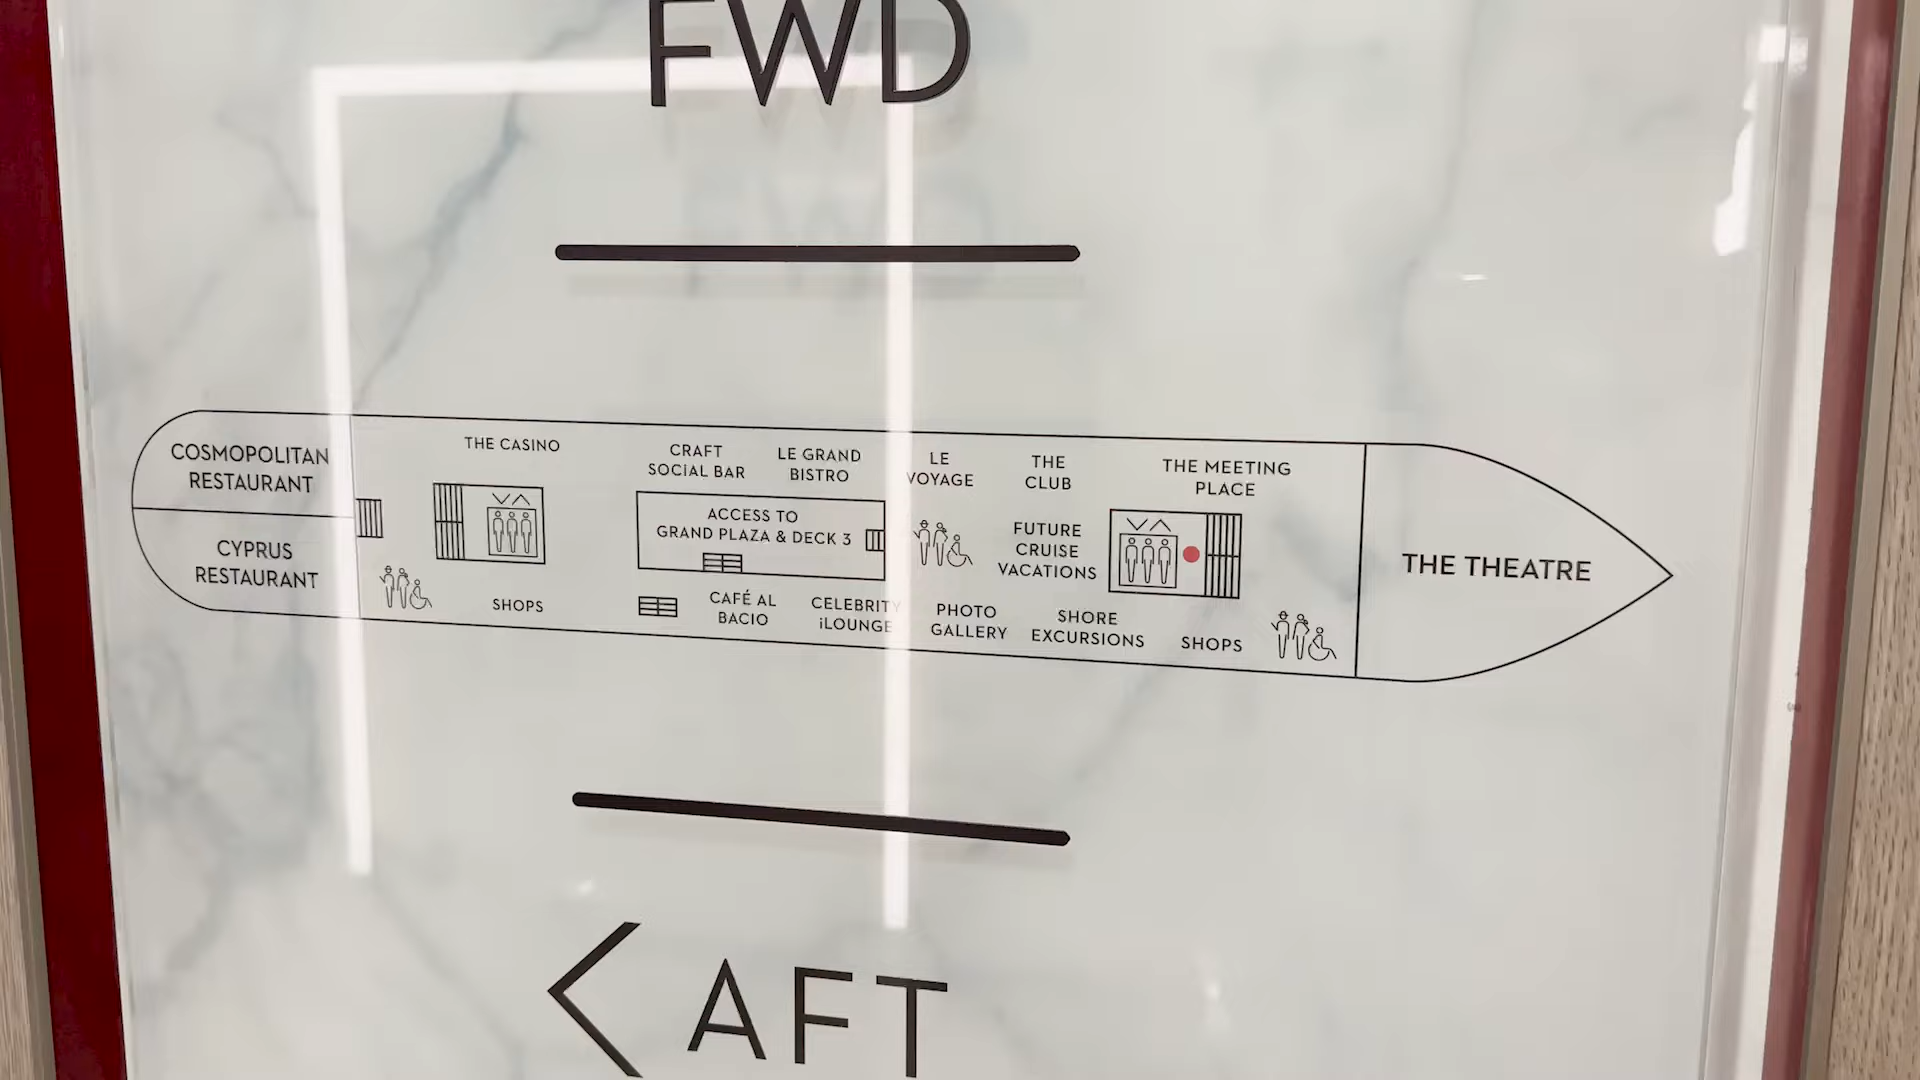 FWD
COSMOPOLITAN
RESTAURANT
CYPRUS
RESTAURANT
THE CASINO
SHOPS
CRAFT
SOCIAL BAR
LE GRAND
BISTRO
ACCESS TO
GRAND PLAZA & DECK 3
CAFÉ AL
BACIO
CELEBRITY
iLOUNGE
LE
VOYAGE
PHOTO
GALLERY
THE
CLUB
FUTURE
CRUISE
VACATIONS
SHORE
EXCURSIONS
THE MEETING
PLACE
SHOPS
THE THEATRE
AFT